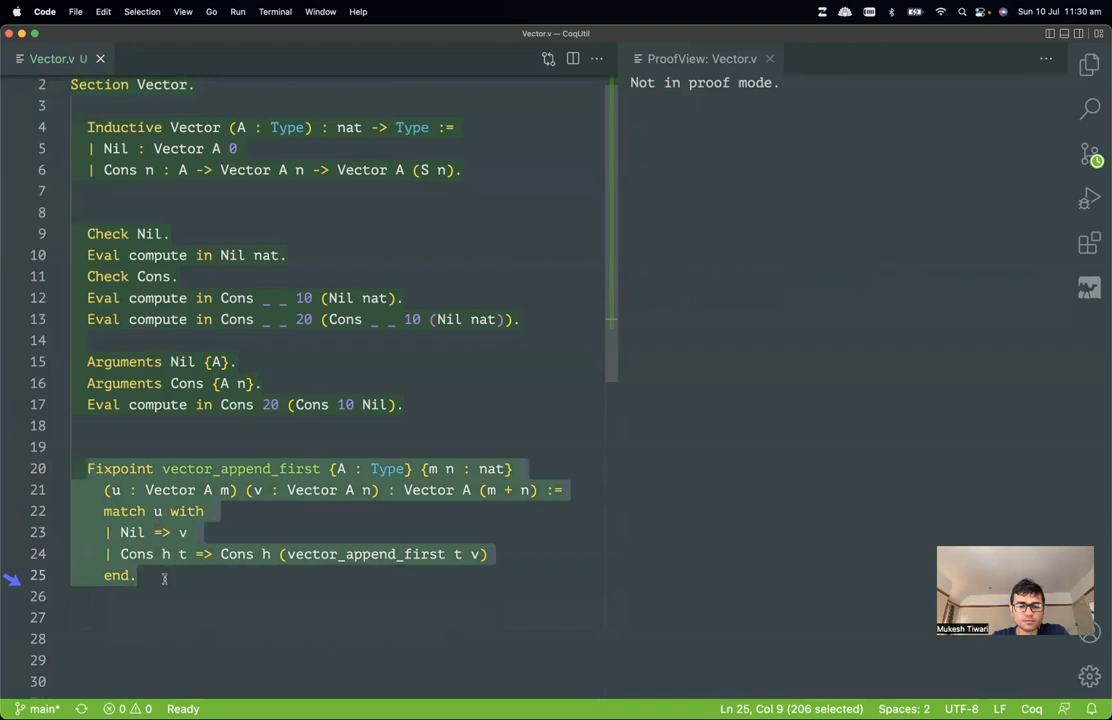 Code File Edit Selection View Go Run Terminal Window Help
Sun 10 Jul 11:30 am
Vector.v — CoqUtil
Vector.v U
ProofView: Vector.v
Not in proof mode.
2 Section Vector.
3
4 Inductive Vector (A : Type) : nat -> Type :=
5 | Nil : Vector A 0
6 | Cons n : A -> Vector A n -> Vector A (S n).
7
8
9 Check Nil.
10 Eval compute in Nil nat.
11 Check Cons.
12 Eval compute in Cons _ _ 10 (Nil nat).
13 Eval compute in Cons _ _ 20 (Cons _ _ 10 (Nil nat)).
14
15 Arguments Nil {A}.
16 Arguments Cons {A n}.
17 Eval compute in Cons 20 (Cons 10 Nil).
18
19
20 Fixpoint vector_append_first {A : Type} {m n : nat}
21 (u : Vector A m) (v : Vector A n) : Vector A (m + n) :=
22 match u with
23 | Nil => v
24 | Cons h t => Cons h (vector_append_first t v)
25 end.
26
27
28
29
30
Mukesh Tiwari
main* 0 0 Ready
Ln 25, Col 9 (206 selected) Spaces: 2 UTF-8 LF Coq